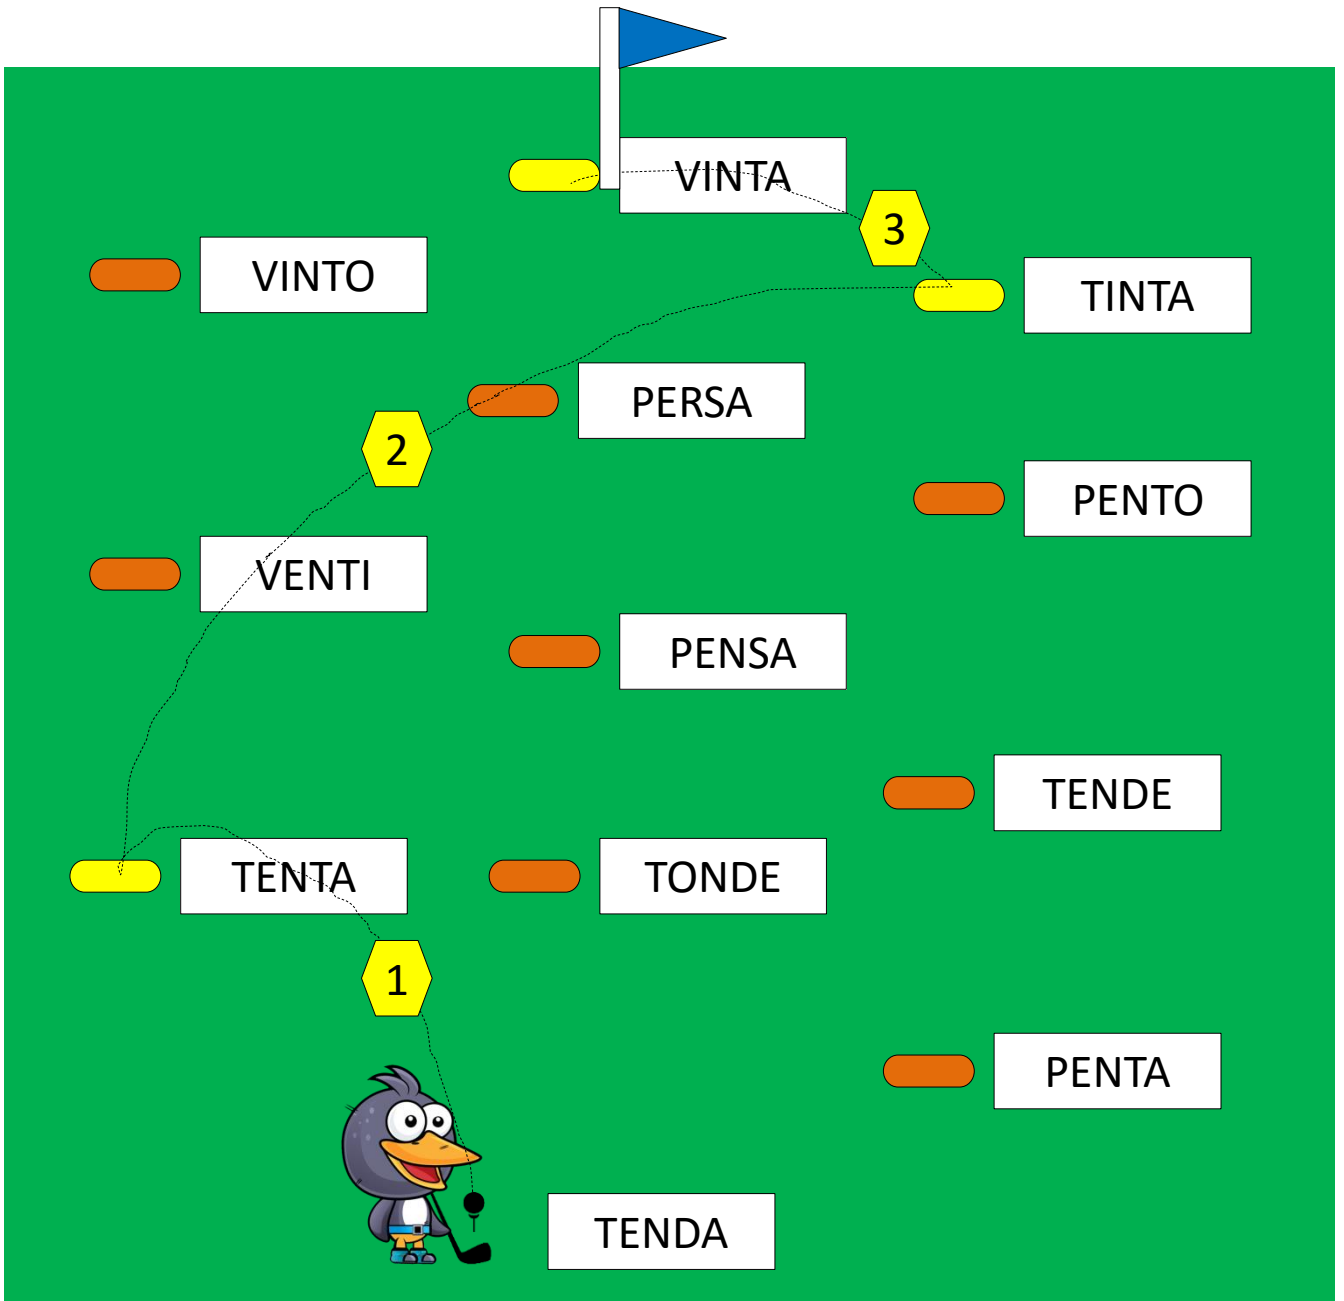 VINTA
3
VINTO
TINTA
PERSA
2
PENTO
VENTI
PENSA
TENDE
TENTA
TONDE
1
PENTA
TENDA